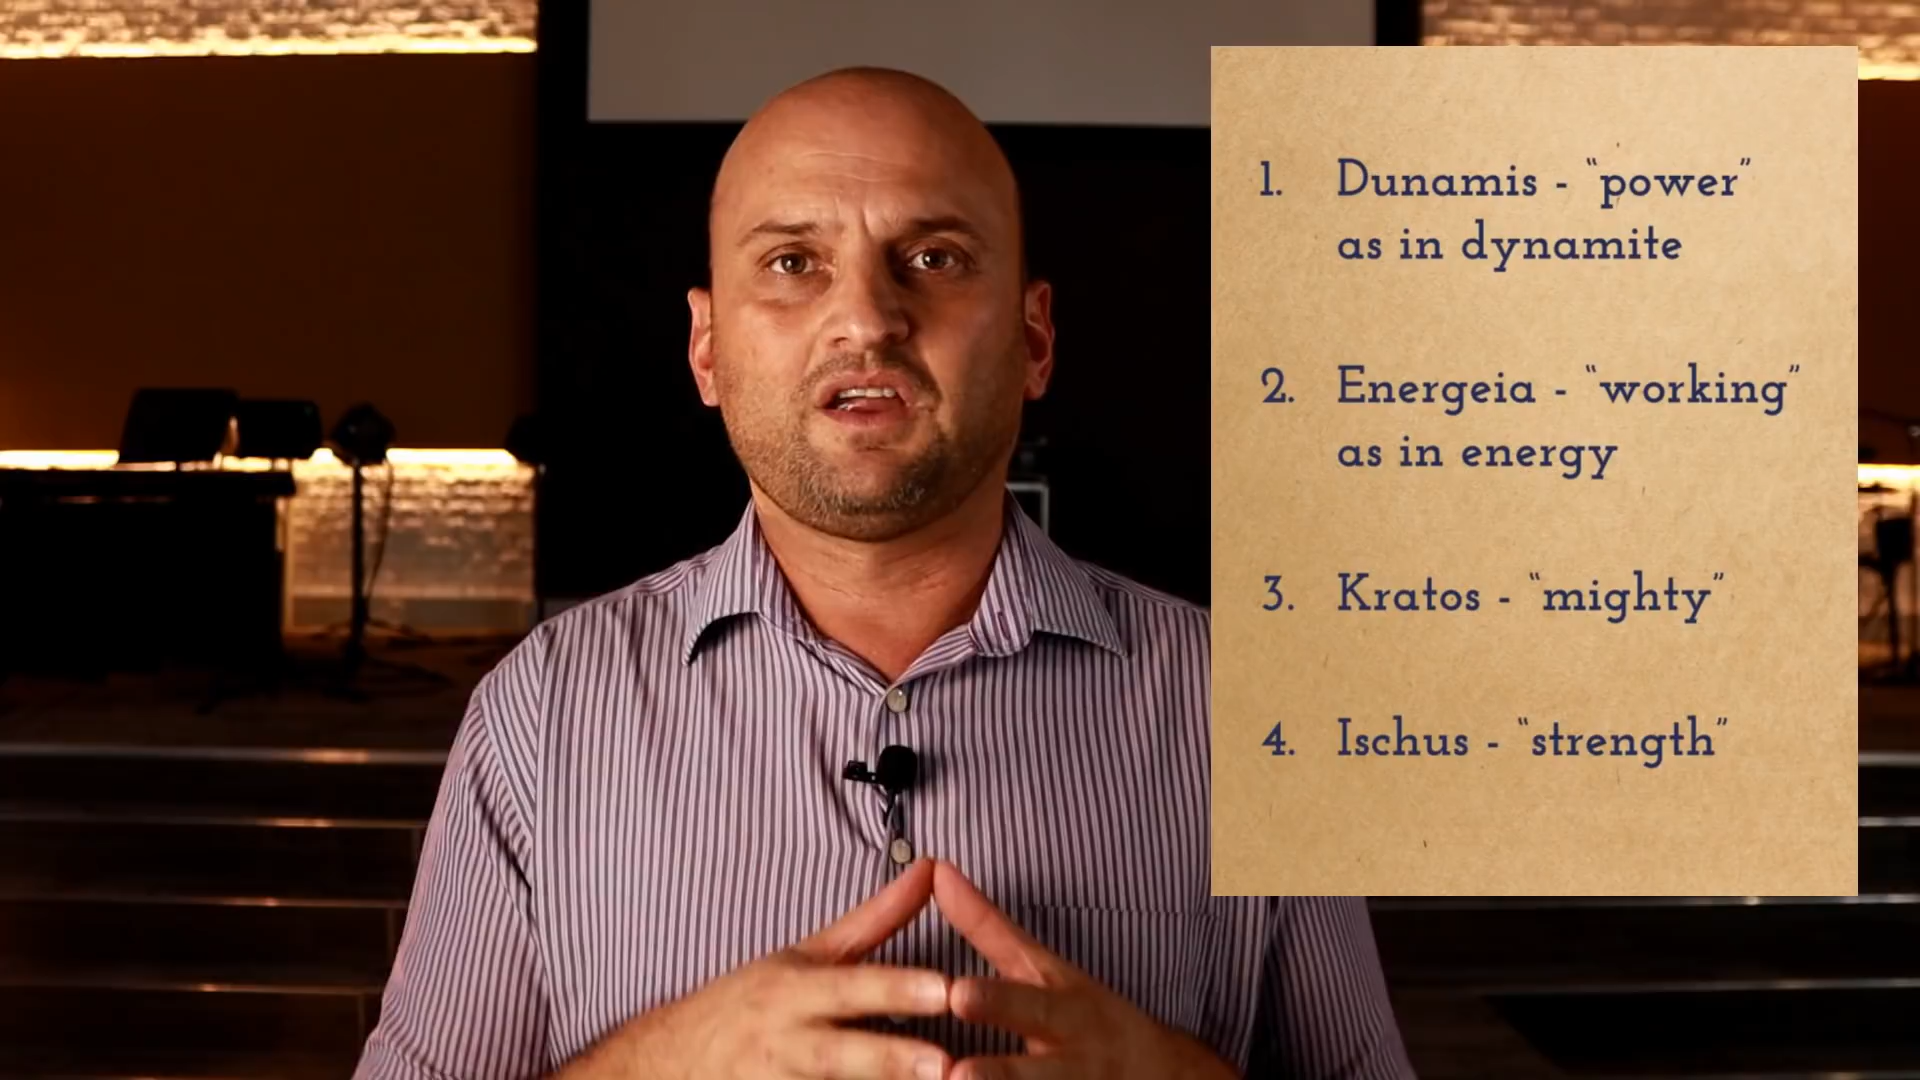 1. Dunamis - “power”
as in dynamite
2. Energeia - “working”
as in energy
3. Kratos - “mighty”
4. Ischus - “strength”